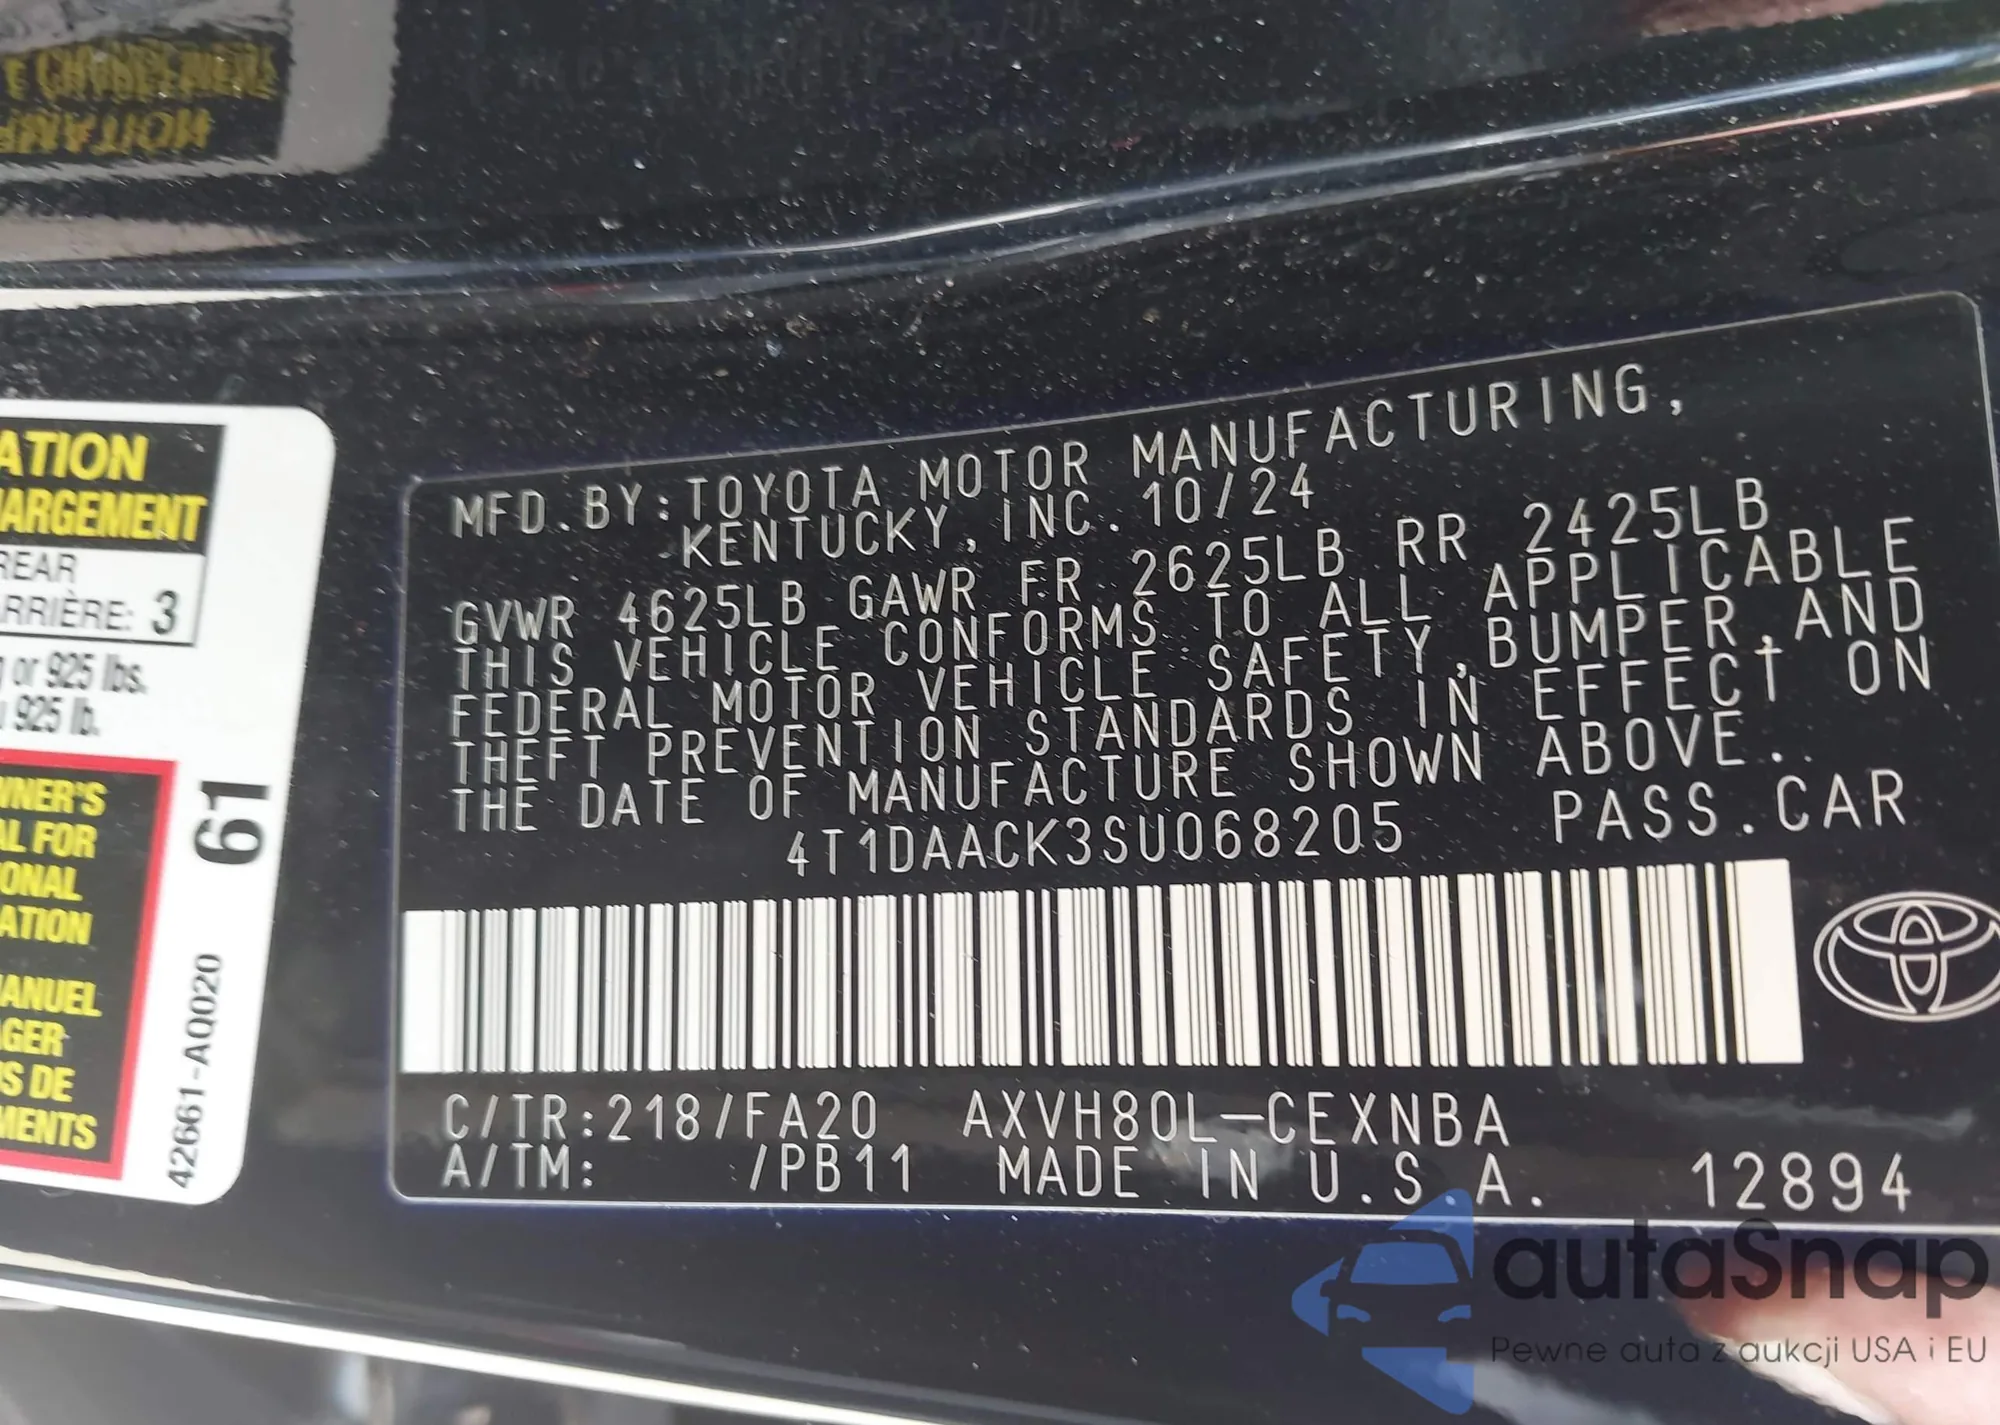 ATION
ARGEMENT
REAR
ARRIÈRE: 3
g or 925 lbs.
u 925 lb.
WNER'S
AL FOR
ONAL
ATION
MANUEL
AGER
S DE
MENTS
61
42661-AQ020
MFD.BY:TOYOTA MOTOR MANUFACTURING,
KENTUCKY, INC. 10/24
GVWR 4625LB GAWR FR 2625LB RR 2425LB
THIS VEHICLE CONFORMS TO ALL APPLICABLE
FEDERAL MOTOR VEHICLE SAFETY, BUMPER, AND
THEFT PREVENTION STANDARDS IN EFFECT ON
THE DATE OF MANUFACTURE SHOWN ABOVE.
4T1DAACK3SU068205 PASS.CAR
C/TR:218/FA20 AXVH80L-CEXNBA
A/TM: /PB11 MADE IN U.S.A. 12894
autaSnap
Pewne auta z aukcji USA i EU